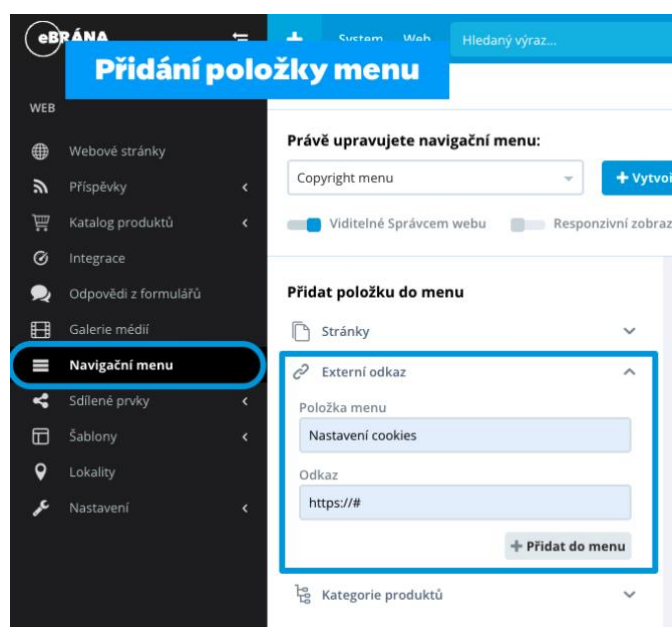 eBRÁNA
System Web Hledaný výraz...
Přidání položky menu
WEB
Webové stránky
Příspěvky
Katalog produktů
Integrace
Odpovědi z formulářů
Galerie médií
Navigační menu
Sdílené prvky
Šablony
Lokality
Nastavení
Právě upravujete navigační menu:
Copyright menu
+ Vytvoř
Viditelné Správcem webu
Responzivní zobraz
Přidat položku do menu
Stránky
Externí odkaz
Položka menu
Nastavení cookies
Odkaz
https://#
+ Přidat do menu
Kategorie produktů